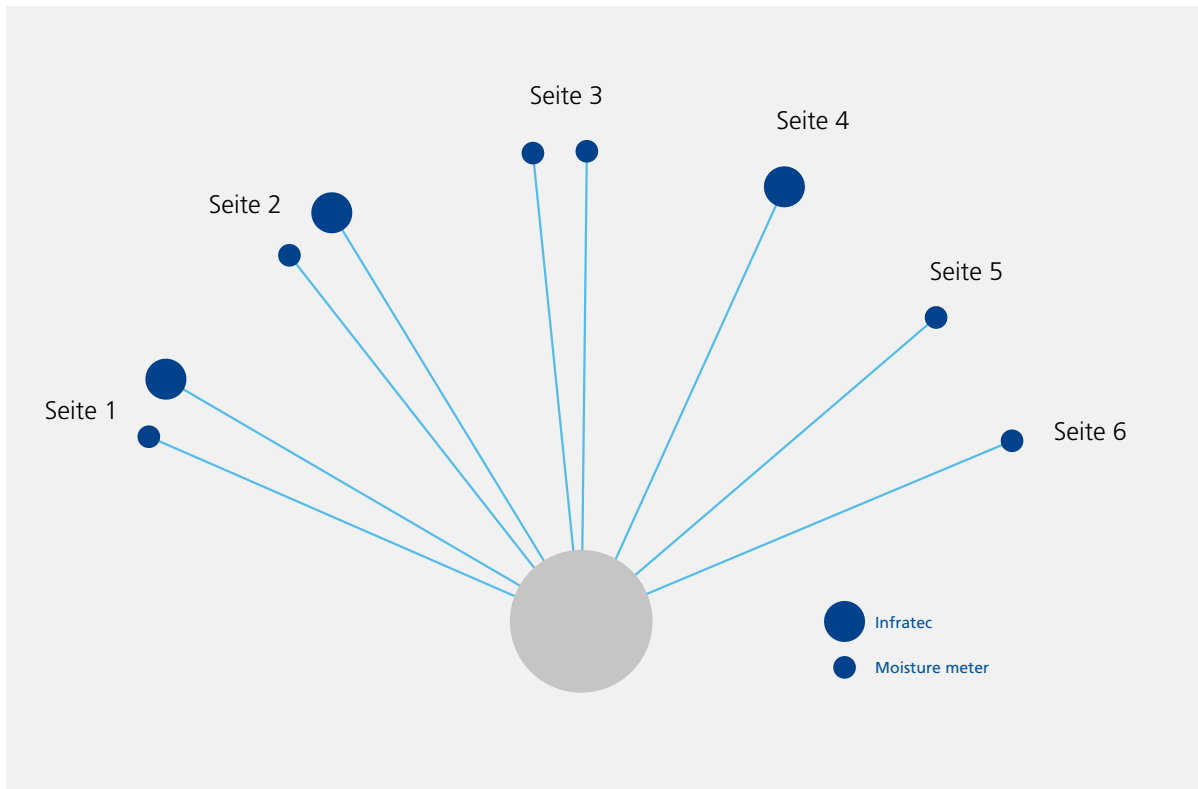 Seite 3
Seite 4
Seite 2
Seite 5
Seite 1
Seite 6
Infratec
Moisture meter